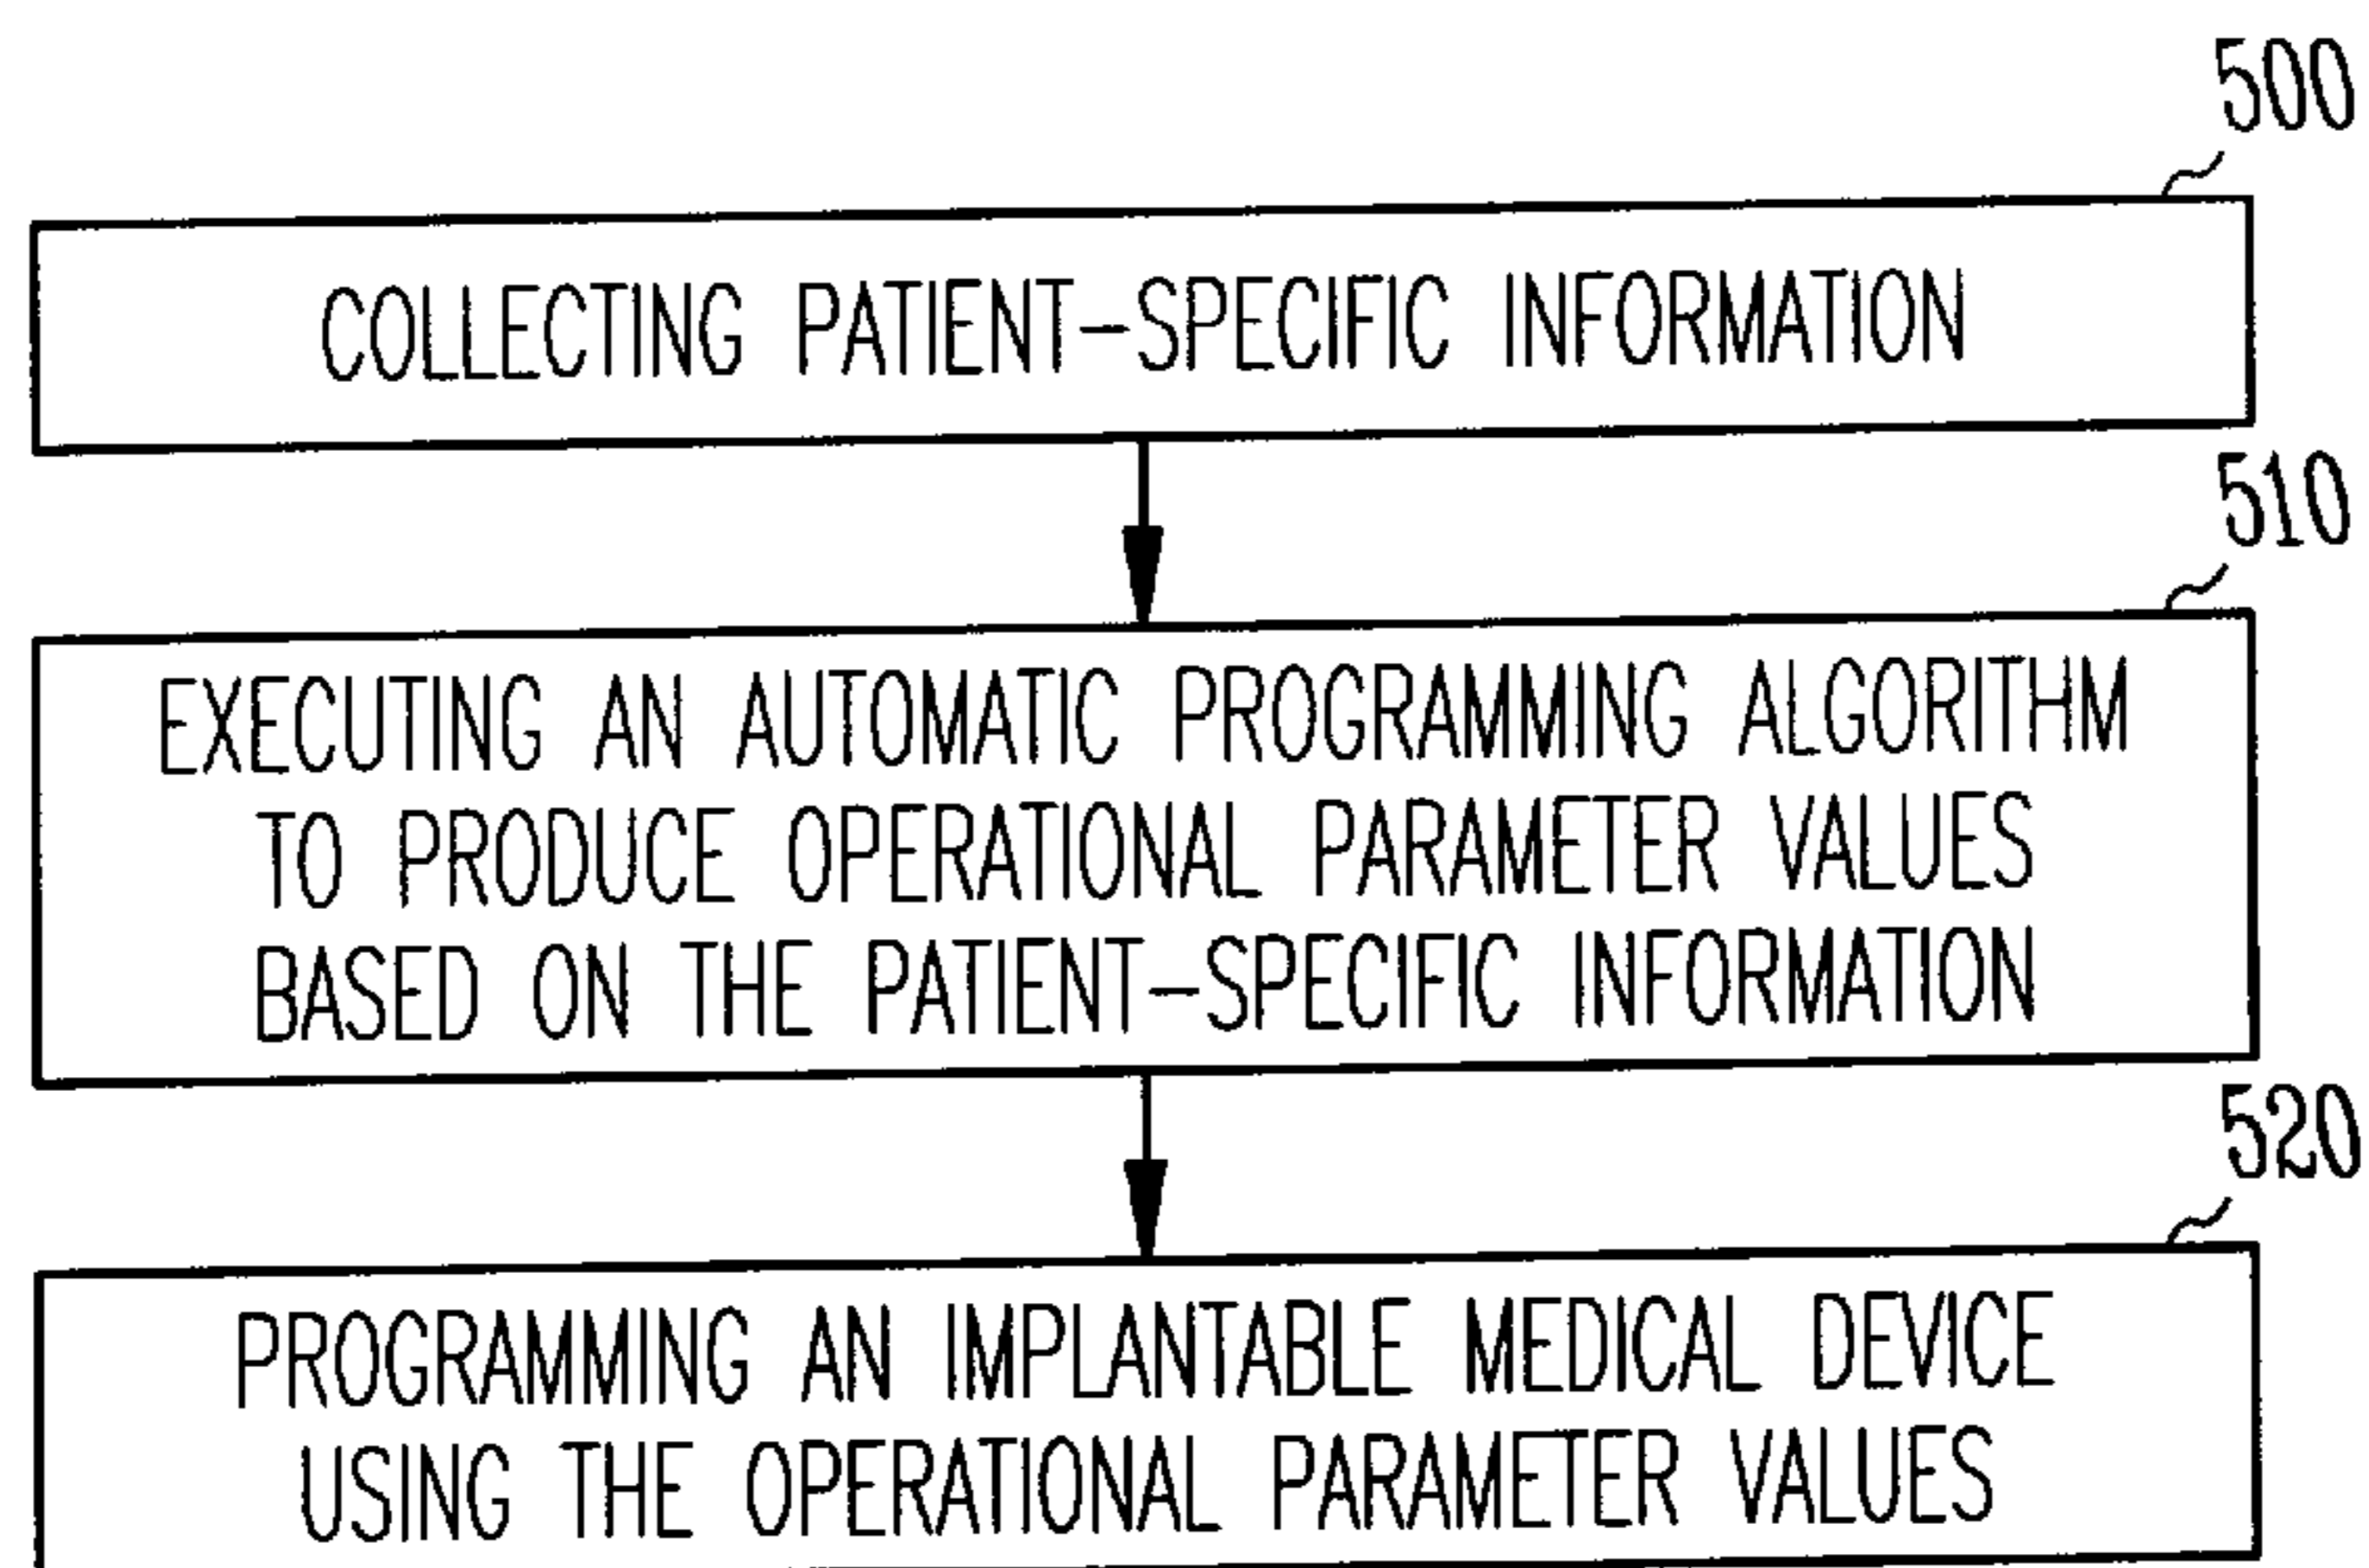 500
COLLECTING PATIENT-SPECIFIC INFORMATION
510
EXECUTING AN AUTOMATIC PROGRAMMING ALGORITHM
TO PRODUCE OPERATIONAL PARAMETER VALUES
BASED ON THE PATIENT-SPECIFIC INFORMATION
520
PROGRAMMING AN IMPLANTABLE MEDICAL DEVICE
USING THE OPERATIONAL PARAMETER VALUES